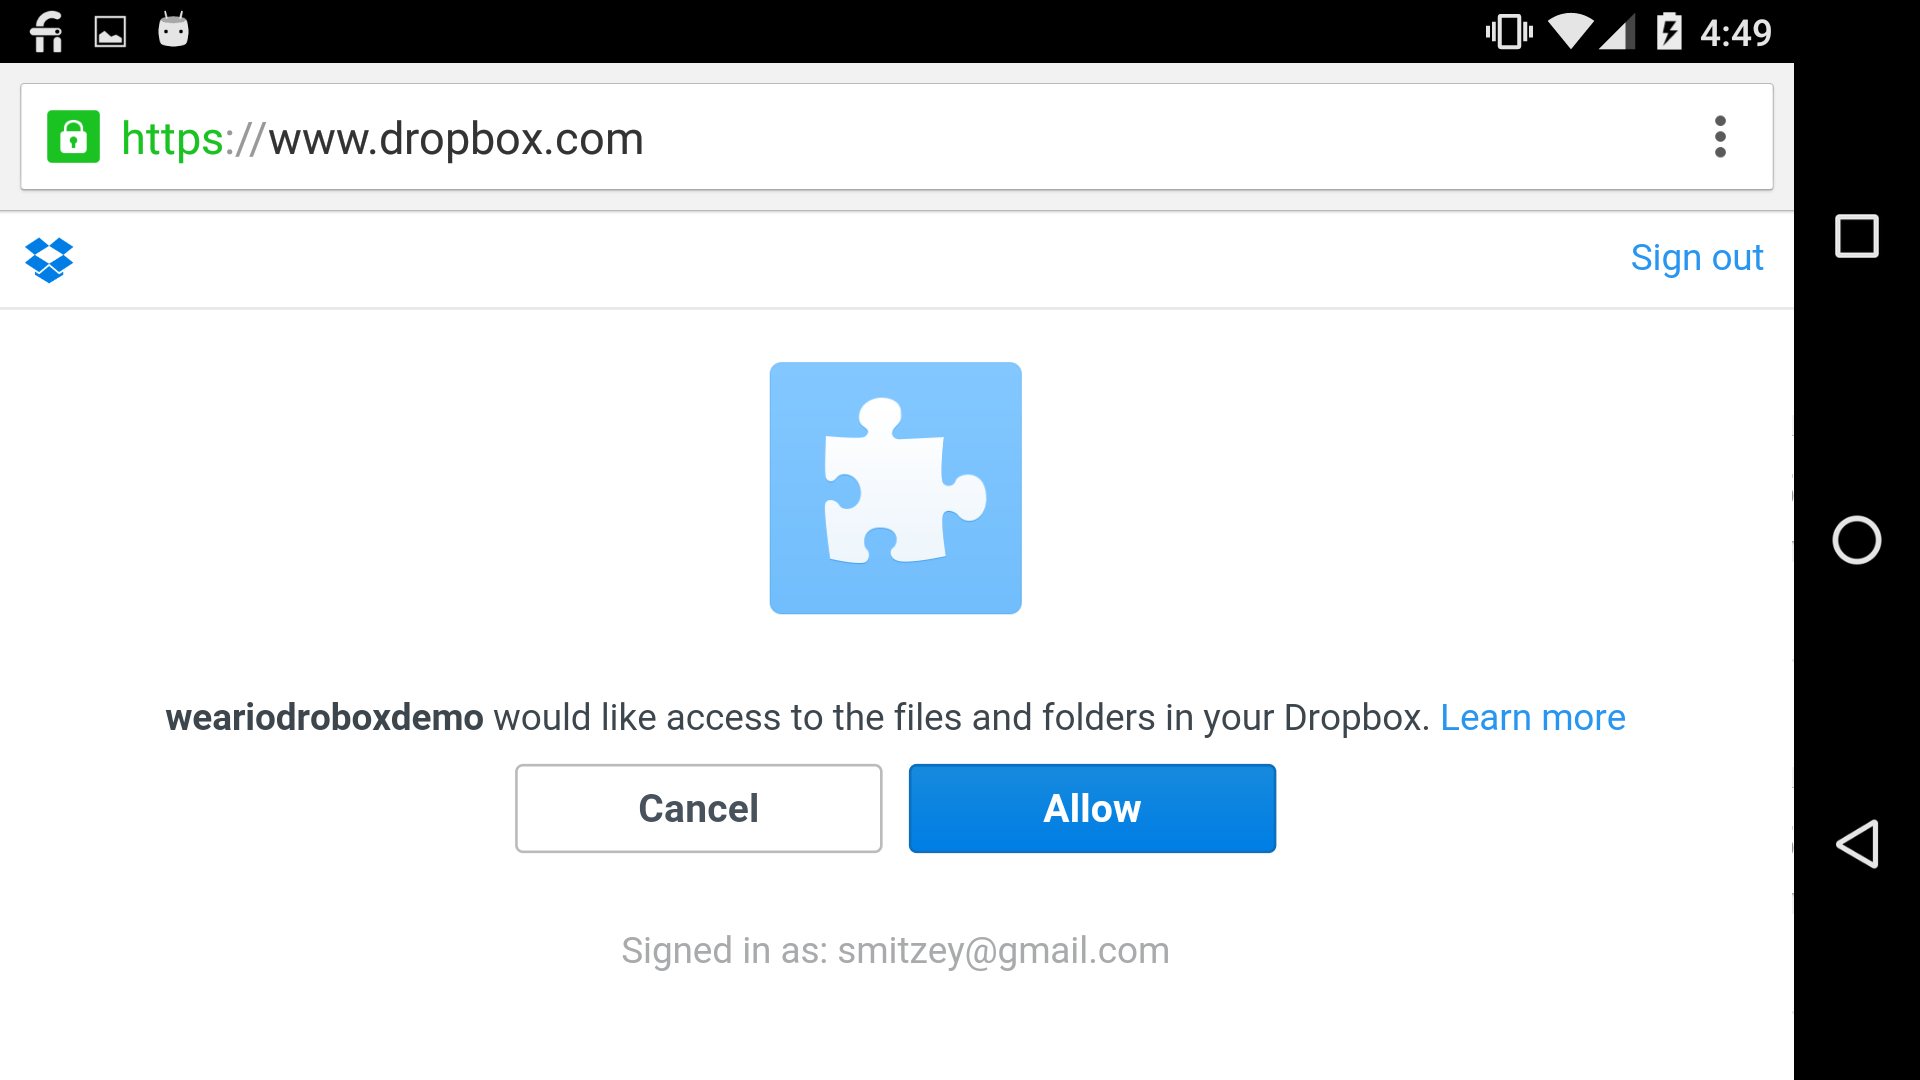 4:49
https://www.dropbox.com
Sign out
weariodroboxdemo would like access to the files and folders in your Dropbox. Learn more
Cancel Allow
Signed in as: smitzey@gmail.com